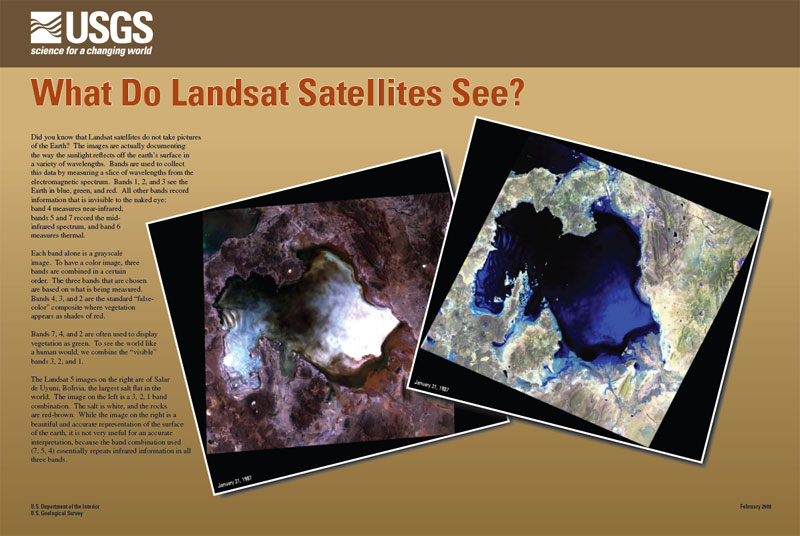 USGS
science for a changing world
What Do Landsat Satellites See?
Did you know that Landsat satellites do not take pictures
of the Earth? The images are actually documenting
the way the sunlight reflects off the earth's surface in
a variety of wavelengths. Bands are used to collect
this data by measuring a slice of wavelengths from the
electromagnetic spectrum. Bands 1, 2, and 3 see the
Earth in blue, green, and red. All other bands record
information that is invisible to the naked eye:
band 4 measures near-infrared,
bands 5 and 7 record the mid-
infrared spectrum, and band 6
measures thermal.
Each band alone is a grayscale
image. To have a color image, three
bands are combined in a certain
order. The three bands that are chosen
are based on what is being measured.
Bands 4, 3, and 2 are the standard "false-
color" composite where vegetation
appears as shades of red.
Bands 7, 4, and 2 are often used to display
vegetation as green. To see the world like
a human would, we combine the "visible"
bands 3, 2, and 1.
The Landsat 5 images on the right are of Salar
de Uyuni, Bolivia, the largest salt flat in the
world. The image on the left is a 3, 2, 1 band
combination. The salt is white, and the rocks
are red-brown. While the image on the right is a
beautiful and accurate representation of the surface
of the earth, it is not very useful for an accurate
interpretation, because the band combination used
(7, 5, 4) essentially repeats infrared information in all
three bands.
January 21, 1987
January 21, 1987
U.S. Department of the Interior
U.S. Geological Survey
February